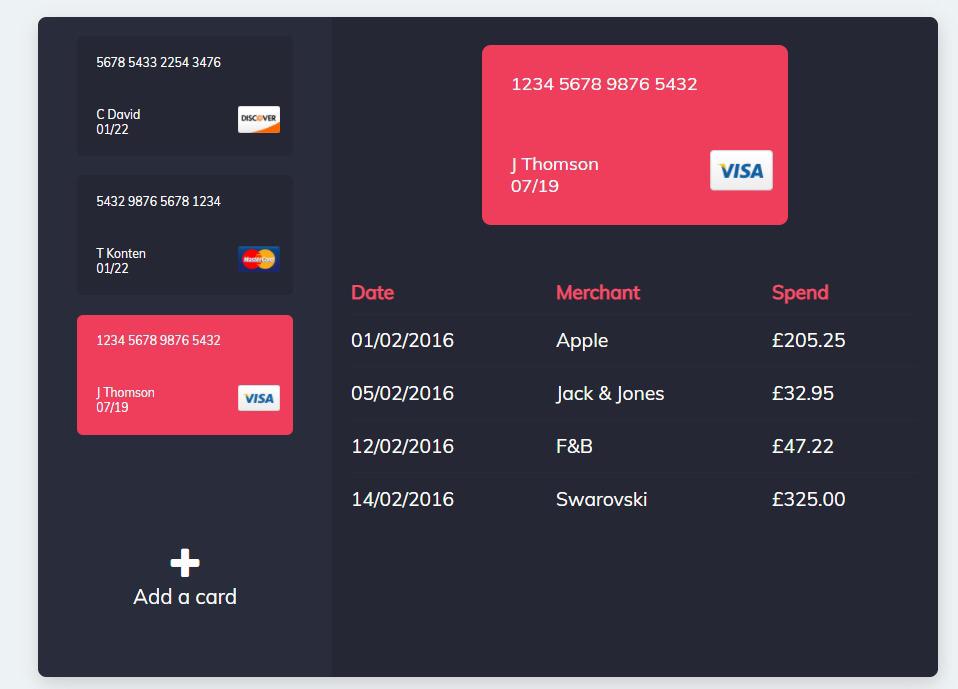 5678 5433 2254 3476
C David
01/22
DISCOVER
5432 9876 5678 1234
T Konten
01/22
MasterCard
1234 5678 9876 5432
J Thomson
07/19
VISA
Add a card
1234 5678 9876 5432
J Thomson
07/19
VISA
Date Merchant Spend
01/02/2016 Apple £205.25
05/02/2016 Jack & Jones £32.95
12/02/2016 F&B £47.22
14/02/2016 Swarovski £325.00